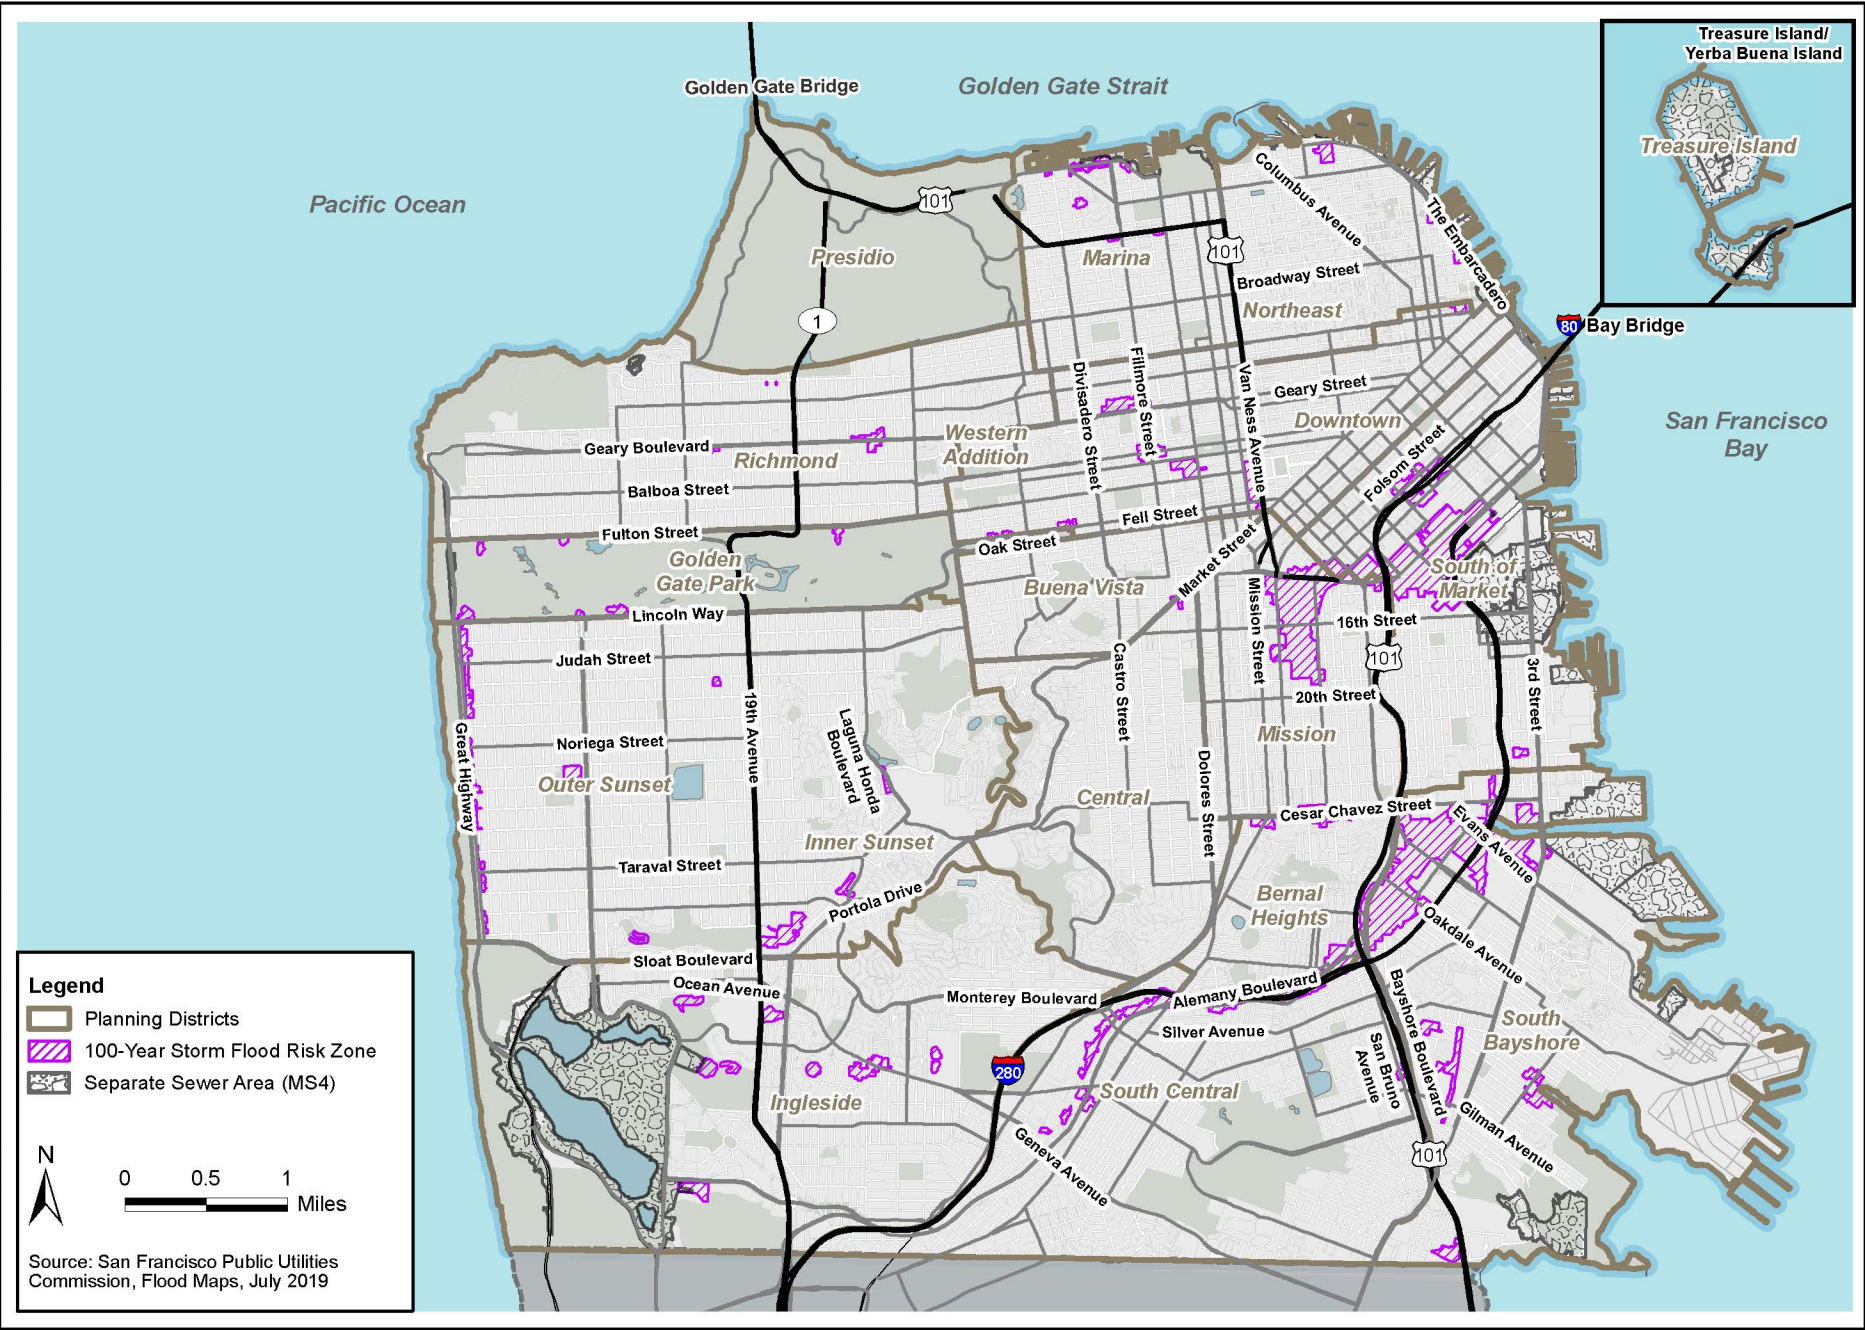 Treasure Island/
Yerba Buena Island
Treasure Island
Golden Gate Bridge
Golden Gate Strait
Pacific Ocean
101
Columbus Avenue
The Embarcadero
Presidio
Marina
101
Broadway Street
Northeast
1
80
Bay Bridge
Fillmore Street
Divisadero Street
Van Ness Avenue
Geary Street
Downtown
San Francisco
Bay
Western
Addition
Geary Boulevard
Richmond
Folsom Street
Balboa Street
Fulton Street
Fell Street
Oak Street
Market Street
Golden
Gate Park
Buena Vista
South of
Market
Lincoln Way
Mission Street
16th Street
Judah Street
101
Castro Street
3rd Street
20th Street
19th Avenue
Laguna Honda
Boulevard
Great Highway
Noriega Street
Mission
Outer Sunset
Dolores Street
Central
Cesar Chavez Street
Evans Avenue
Inner Sunset
Taraval Street
Portola Drive
Bernal
Heights
Oakdale Avenue
Sloat Boulevard
Ocean Avenue
Monterey Boulevard
Alemany Boulevard
Bayshore Boulevard
Silver Avenue
South
Bayshore
San Bruno
Avenue
280
South Central
Ingleside
Geneva Avenue
Gilman Avenue
101
Legend
Planning Districts
100-Year Storm Flood Risk Zone
Separate Sewer Area (MS4)
N
0 0.5 1
Miles
Source: San Francisco Public Utilities
Commission, Flood Maps, July 2019